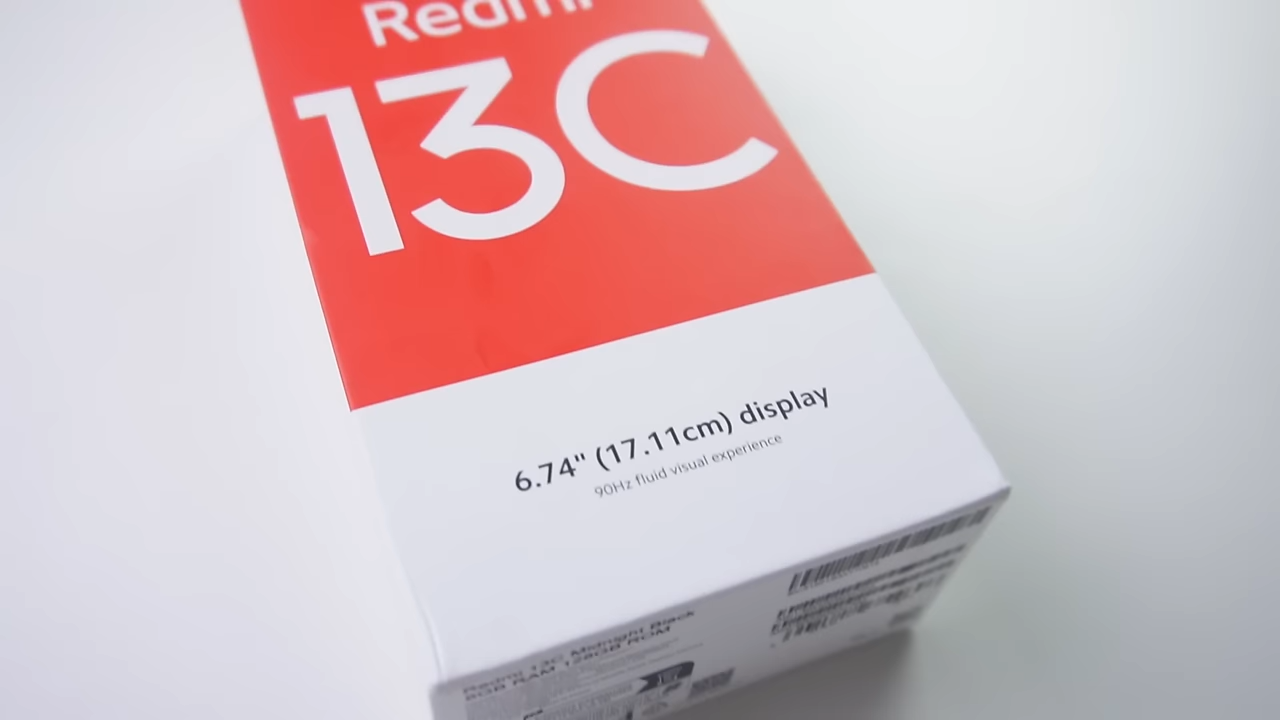 Redmi
13C
6.74" (17.11cm) display
90Hz fluid visual experience
Redmi 13C Midnight Black
8GB RAM 128GB ROM